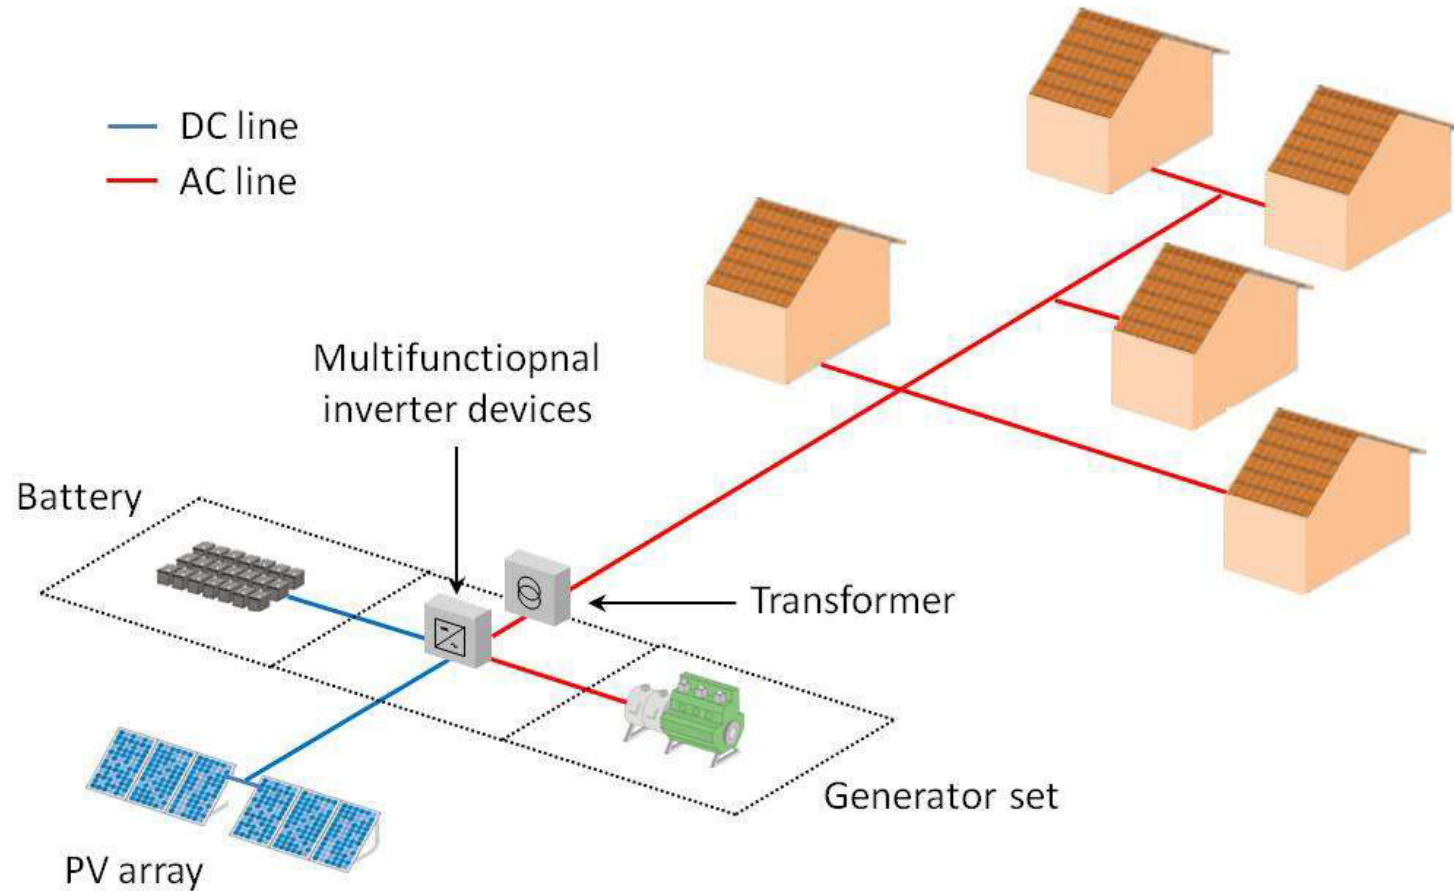 DC line
AC line
Multifunctiopnal
inverter devices
Battery
Transformer
Generator set
PV array